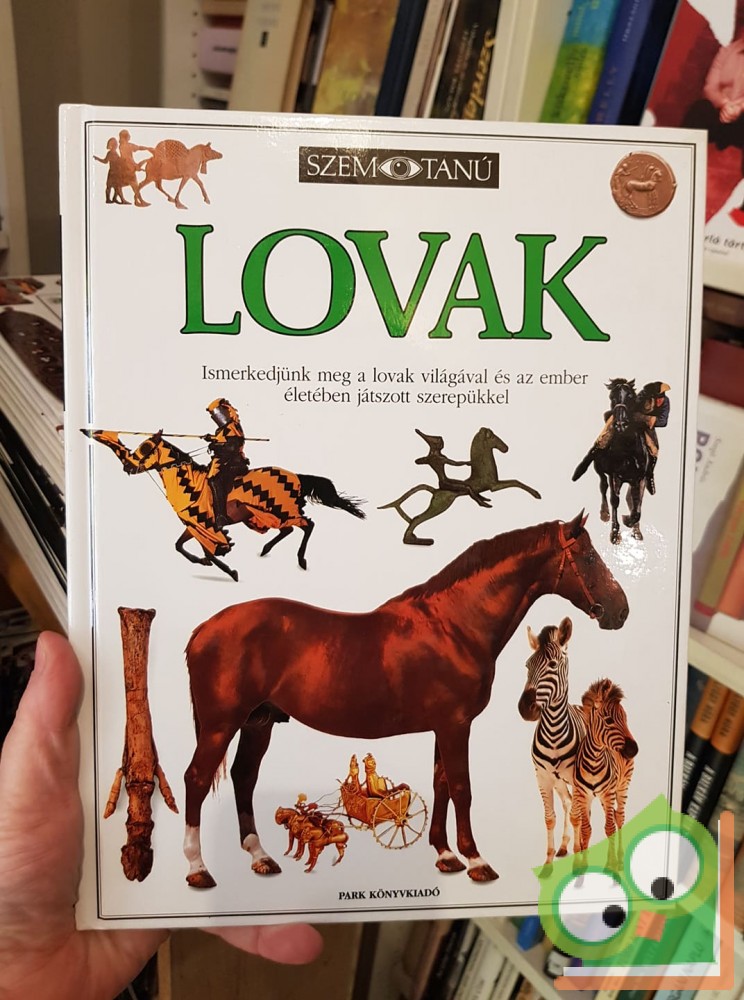 SZEM TANÚ
LOVAK
Ismerkedjünk meg a lovak világával és az ember
életében játszott szerepükkel
PARK KÖNYVKIADÓ